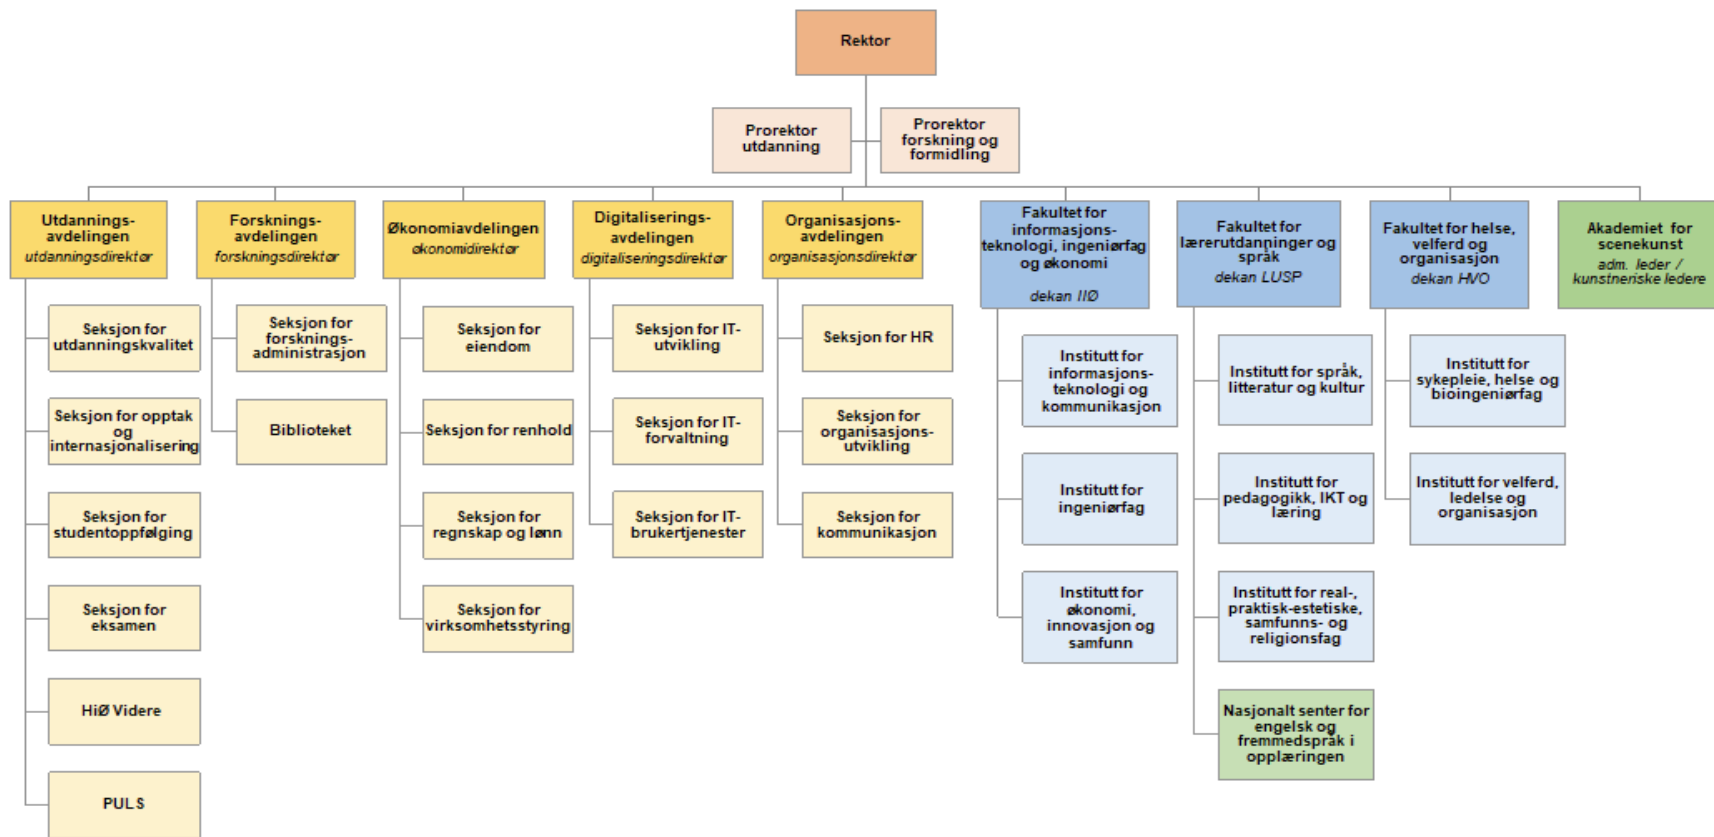 Rektor
Prorektor
utdanning
Prorektor
forskning og
formidling
Utdannings-
avdelingen
utdanningsdirektør
Forsknings-
avdelingen
forskningsdirektør
Økonomiavdelingen
økonomidirektør
Digitaliserings-
avdelingen
digitaliseringsdirektør
Organisasjons-
avdelingen
organisasjonsdirektør
Fakultet for
informasjons-
teknologi, ingeniørfag
og økonomi
dekan IIØ
Fakultet for
lærerutdanninger og
språk
dekan LUSP
Fakultet for helse,
velferd og
organisasjon
dekan HVO
Akademiet for
scenekunst
adm. leder /
kunstneriske ledere
Seksjon for
utdanningskvalitet
Seksjon for opptak
og
internasjonalisering
Seksjon for
studentoppfølging
Seksjon for
eksamen
HiØ Videre
PULS
Seksjon for
forsknings-
administrasjon
Biblioteket
Seksjon for
eiendom
Seksjon for renhold
Seksjon for
regnskap og lønn
Seksjon for
virksomhetsstyring
Seksjon for IT-
utvikling
Seksjon for IT-
forvaltning
Seksjon for IT-
brukertjenester
Seksjon for HR
Seksjon for
organisasjons-
utvikling
Seksjon for
kommunikasjon
Institutt for
informasjons-
teknologi og
kommunikasjon
Institutt for
ingeniørfag
Institutt for
økonomi,
innovasjon og
samfunn
Institutt for språk,
litteratur og kultur
Institutt for
pedagogikk, IKT og
læring
Institutt for real-,
praktisk-estetiske,
samfunns- og
religionsfag
Nasjonalt senter for
engelsk og
fremmedspråk i
opplæringen
Institutt for
sykepleie, helse og
bioingeniørfag
Institutt for velferd,
ledelse og
organisasjon